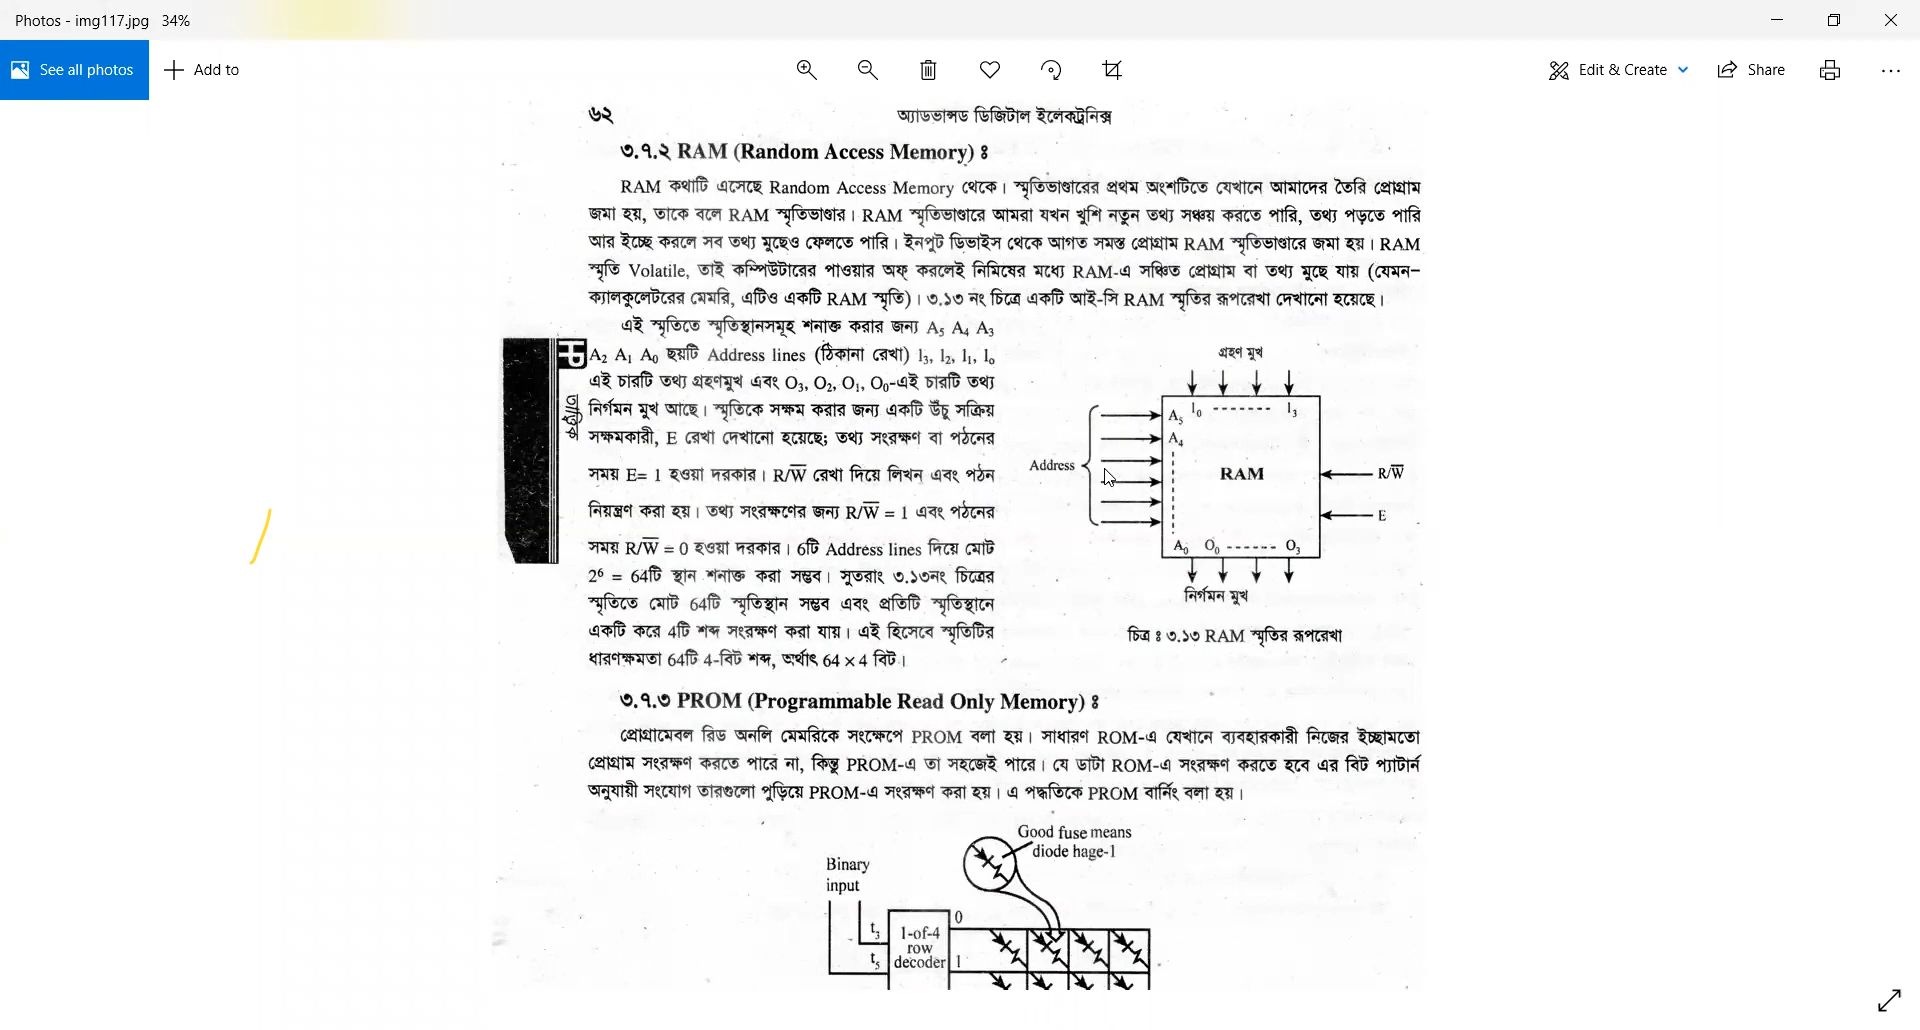 Photos - img117.jpg 34%
See all photos
Add to
Edit & Create
Share
৬২
অ্যাডভান্সড ডিজিটাল ইলেকট্রনিক্স
৩.৭.২ RAM (Random Access Memory) ঃ
RAM কথাটি এসেছে Random Access Memory থেকে। স্মৃতিভাণ্ডারের প্রথম অংশটিতে যেখানে আমাদের তৈরি প্রোগ্রাম
জমা হয়, তাকে বলে RAM স্মৃতিভাণ্ডার। RAM স্মৃতিভাণ্ডারে আমরা যখন খুশি নতুন তথ্য সঞ্চয় করতে পারি, তথ্য পড়তে পারি
আর ইচ্ছে করলে সব তথ্য মুছেও ফেলতে পারি। ইনপুট ডিভাইস থেকে আগত সমস্ত প্রোগ্রাম RAM স্মৃতিভাণ্ডারে জমা হয়। RAM
স্মৃতি Volatile, তাই কম্পিউটারের পাওয়ার অফ্ করলেই নিমিষের মধ্যে RAM-এ সঞ্চিত প্রোগ্রাম বা তথ্য মুছে যায় (যেমন–
ক্যালকুলেটরের মেমরি, এটিও একটি RAM স্মৃতি)। ৩.১৩ নং চিত্রে একটি আই-সি RAM স্মৃতির রূপরেখা দেখানো হয়েছে।
এই স্মৃতিতে স্মৃতিস্থানসমূহ শনাক্ত করার জন্য A₅ A₄ A₃
A₂ A₁ A₀ ছয়টি Address lines (ঠিকানা রেখা) I₃, I₂, I₁, I₀
এই চারটি তথ্য গ্রহণমুখ এবং O₃, O₂, O₁, O₀-এই চারটি তথ্য
নির্গমন মুখ আছে। স্মৃতিকে সক্ষম করার জন্য একটি উঁচু সক্রিয়
সক্ষমকারী, E রেখা দেখানো হয়েছে; তথ্য সংরক্ষণ বা পঠনের
সময় E= 1 হওয়া দরকার। R/W̅ রেখা দিয়ে লিখন এবং পঠন
নিয়ন্ত্রণ করা হয়। তথ্য সংরক্ষণের জন্য R/W̅ = 1 এবং পঠনের
সময় R/W̅ = 0 হওয়া দরকার। 6টি Address lines দিয়ে মোট
2⁶ = 64টি স্থান শনাক্ত করা সম্ভব। সুতরাং ৩.১৩নং চিত্রের
স্মৃতিতে মোট 64টি স্মৃতিস্থান সম্ভব এবং প্রতিটি স্মৃতিস্থানে
একটি করে 4টি শব্দ সংরক্ষণ করা যায়। এই হিসেবে স্মৃতিটির
ধারণক্ষমতা 64টি 4-বিট শব্দ, অর্থাৎ 64 × 4 বিট।
গ্রহণ মুখ
A₅ I₀ ------- I₃
A₄
Address
RAM
R/W̅
E
A₀ O₀ ------ O₃
নির্গমন মুখ
চিত্র ঃ ৩.১৩ RAM স্মৃতির রূপরেখা
৩.৭.৩ PROM (Programmable Read Only Memory) ঃ
প্রোগ্রামেবল রিড অনলি মেমরিকে সংক্ষেপে PROM বলা হয়। সাধারণ ROM-এ যেখানে ব্যবহারকারী নিজের ইচ্ছামতো
প্রোগ্রাম সংরক্ষণ করতে পারে না, কিন্তু PROM-এ তা সহজেই পারে। যে ডাটা ROM-এ সংরক্ষণ করতে হবে এর বিট প্যাটার্ন
অনুযায়ী সংযোগ তারগুলো পুড়িয়ে PROM-এ সংরক্ষণ করা হয়। এ পদ্ধতিকে PROM বার্নিং বলা হয়।
Good fuse means
diode hage-1
Binary
input
t₃
t₅
1-of-4
row
decoder
0
1